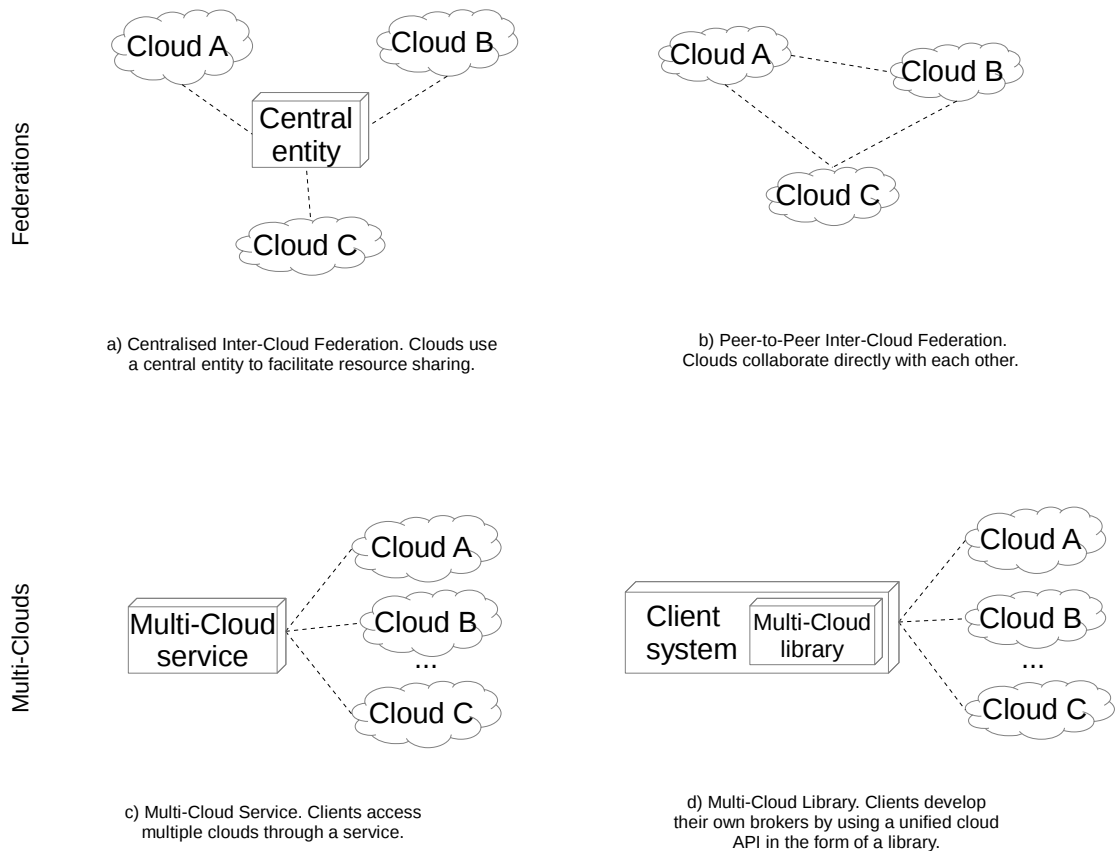 Federations
Cloud A
Cloud B
Central
entity
Cloud C
a) Centralised Inter-Cloud Federation. Clouds use
a central entity to facilitate resource sharing.
Cloud A
Cloud B
Cloud C
b) Peer-to-Peer Inter-Cloud Federation.
Clouds collaborate directly with each other.
Multi-Clouds
Multi-Cloud
service
Cloud A
Cloud B
...
Cloud C
c) Multi-Cloud Service. Clients access
multiple clouds through a service.
Client
system
Multi-Cloud
library
Cloud A
Cloud B
...
Cloud C
d) Multi-Cloud Library. Clients develop
their own brokers by using a unified cloud
API in the form of a library.